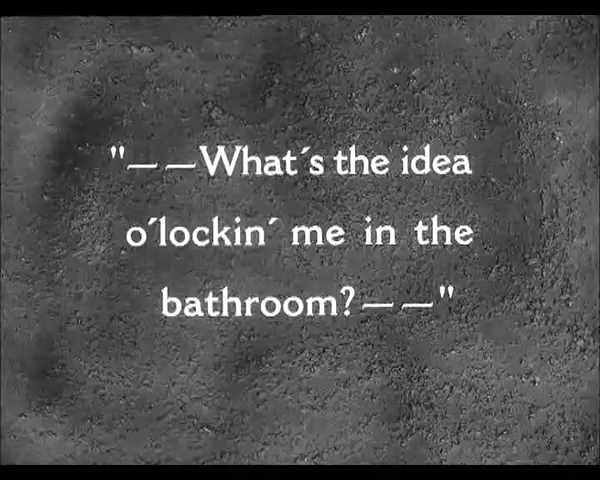 "——What´s the idea
o´lockin´ me in the
bathroom?——"